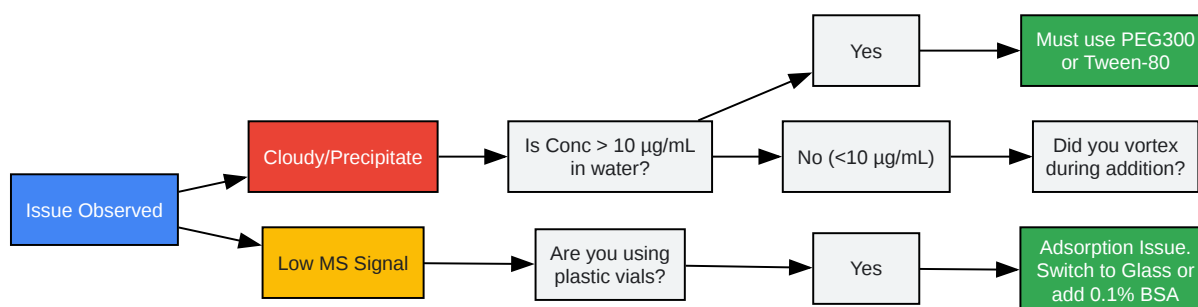 Issue Observed
Cloudy/Precipitate
Is Conc > 10 µg/mL
in water?
Yes
Must use PEG300
or Tween-80
No (<10 µg/mL)
Did you vortex
during addition?
Low MS Signal
Are you using
plastic vials?
Yes
Adsorption Issue.
Switch to Glass or
add 0.1% BSA